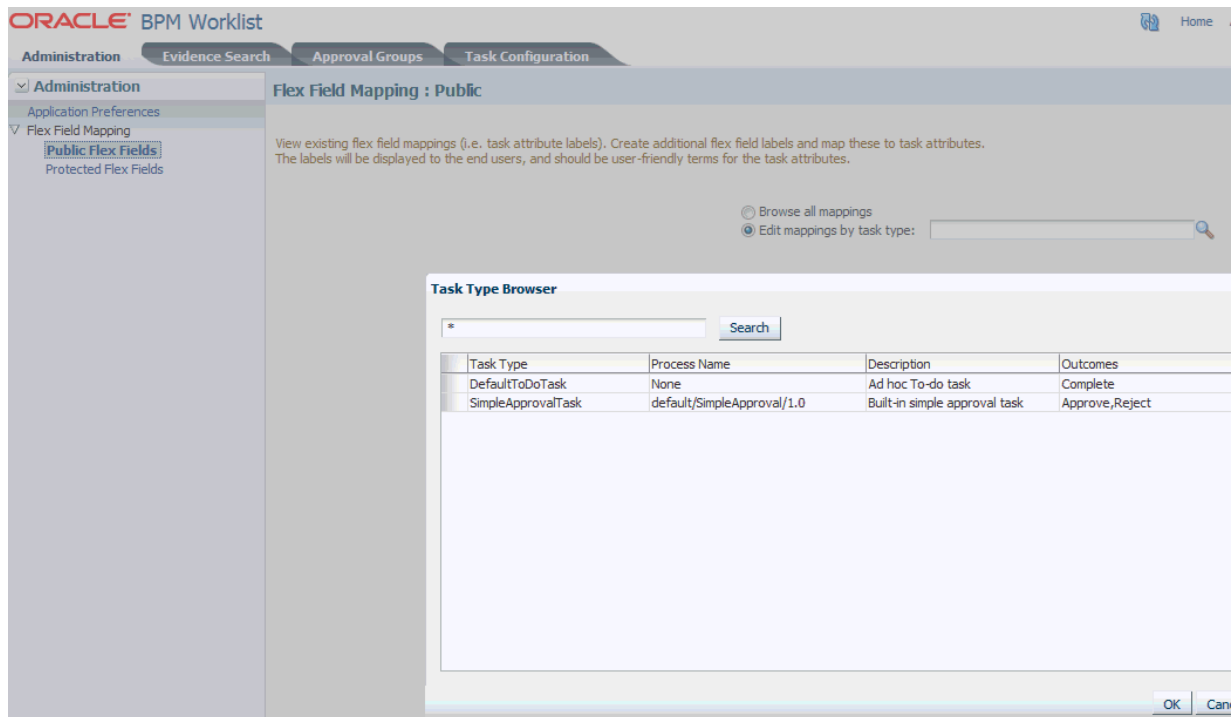 ORACLE BPM Worklist
Home
Administration Evidence Search Approval Groups Task Configuration
Administration
Application Preferences
Flex Field Mapping
Public Flex Fields
Protected Flex Fields
Flex Field Mapping : Public
View existing flex field mappings (i.e. task attribute labels). Create additional flex field labels and map these to task attributes.
The labels will be displayed to the end users, and should be user-friendly terms for the task attributes.
Browse all mappings
Edit mappings by task type:
Task Type Browser
*
Search
Task Type Process Name Description Outcomes
DefaultToDoTask None Ad hoc To-do task Complete
SimpleApprovalTask default/SimpleApproval/1.0 Built-in simple approval task Approve,Reject
OK